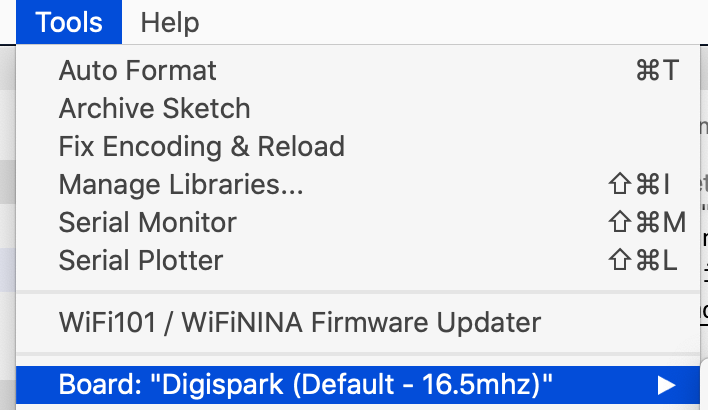 Tools Help
Auto Format ⌘T
Archive Sketch
Fix Encoding & Reload
Manage Libraries... ⇧⌘I
Serial Monitor ⇧⌘M
Serial Plotter ⇧⌘L
WiFi101 / WiFiNINA Firmware Updater
Board: "Digispark (Default - 16.5mhz)"